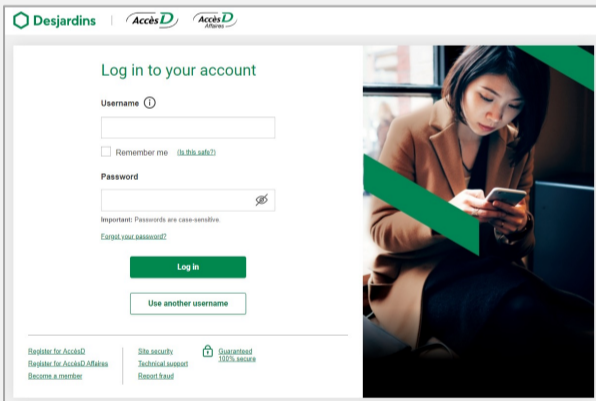 Desjardins
AccèsD
AccèsD
Affaires
Log in to your account
Username
Remember me (Is this safe?)
Password
Important: Passwords are case-sensitive.
Forgot your password?
Log in
Use another username
Register for AccèsD
Register for AccèsD Affaires
Become a member
Site security
Technical support
Report fraud
Guaranteed
100% secure